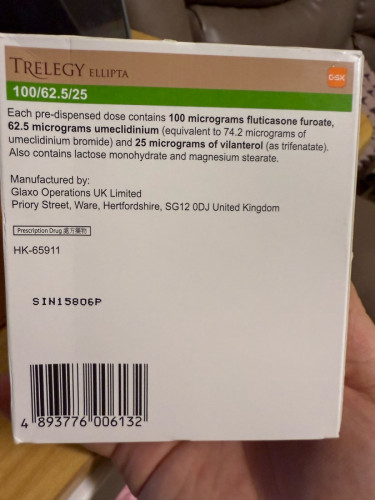 TRELEGY ELLIPTA
GSK
100/62.5/25
Each pre-dispensed dose contains 100 micrograms fluticasone furoate,
62.5 micrograms umeclidinium (equivalent to 74.2 micrograms of
umeclidinium bromide) and 25 micrograms of vilanterol (as trifenatate).
Also contains lactose monohydrate and magnesium stearate.
Manufactured by:
Glaxo Operations UK Limited
Priory Street, Ware, Hertfordshire, SG12 0DJ United Kingdom
Prescription Drug 處方藥物
HK-65911
SIN15806P
4 893776 006132